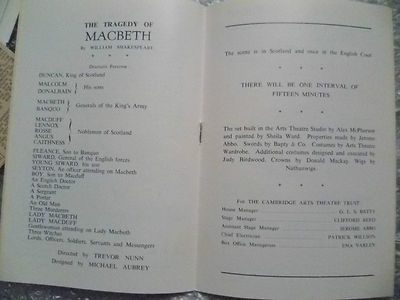 THE TRAGEDY OF
MACBETH
By WILLIAM SHAKESPEARE
* * *
Dramatis Personae :
DUNCAN, King of Scotland
MALCOLM
DONALBAIN
} His sons
MACBETH
BANQUO
} Generals of the King's Army
MACDUFF
LENNOX
ROSSE
ANGUS
CAITHNESS
} Noblemen of Scotland
FLEANCE, Son to Banquo
SIWARD, General of the English forces
YOUNG SIWARD, his son
SEYTON, An officer attending on Macbeth
BOY, Son to Macduff
An English Doctor
A Scotch Doctor
A Sergeant
A Porter
An Old Man
Three Murderers
LADY MACBETH
LADY MACDUFF
Gentlewoman attending on Lady Macbeth
Three Witches
Lords, Officers, Soldiers, Servants and Messengers
Directed by TREVOR NUNN
Designed by MICHAEL AUBREY
The scene is in Scotland and once at the English Court
* * *
THERE WILL BE ONE INTERVAL OF
FIFTEEN MINUTES
* * *
The set built in the Arts Theatre Studio by Alex McPherson
and painted by Sheila Ward. Properties made by Jerome
Abbo. Swords by Bapty & Co. Costumes by Arts Theatre
Wardrobe. Additional costumes designed and executed by
Judy Birdwood. Crowns by Donald Mackay. Wigs by
Nathanwigs.
* * *
For THE CAMBRIDGE ARTS THEATRE TRUST:
House Manager
Stage Manager CLIFFORD REED
Assistant Stage Manager JEROME ABBO
Chief Electrician PATRICK WILLSON
Box Office Manageress ENA